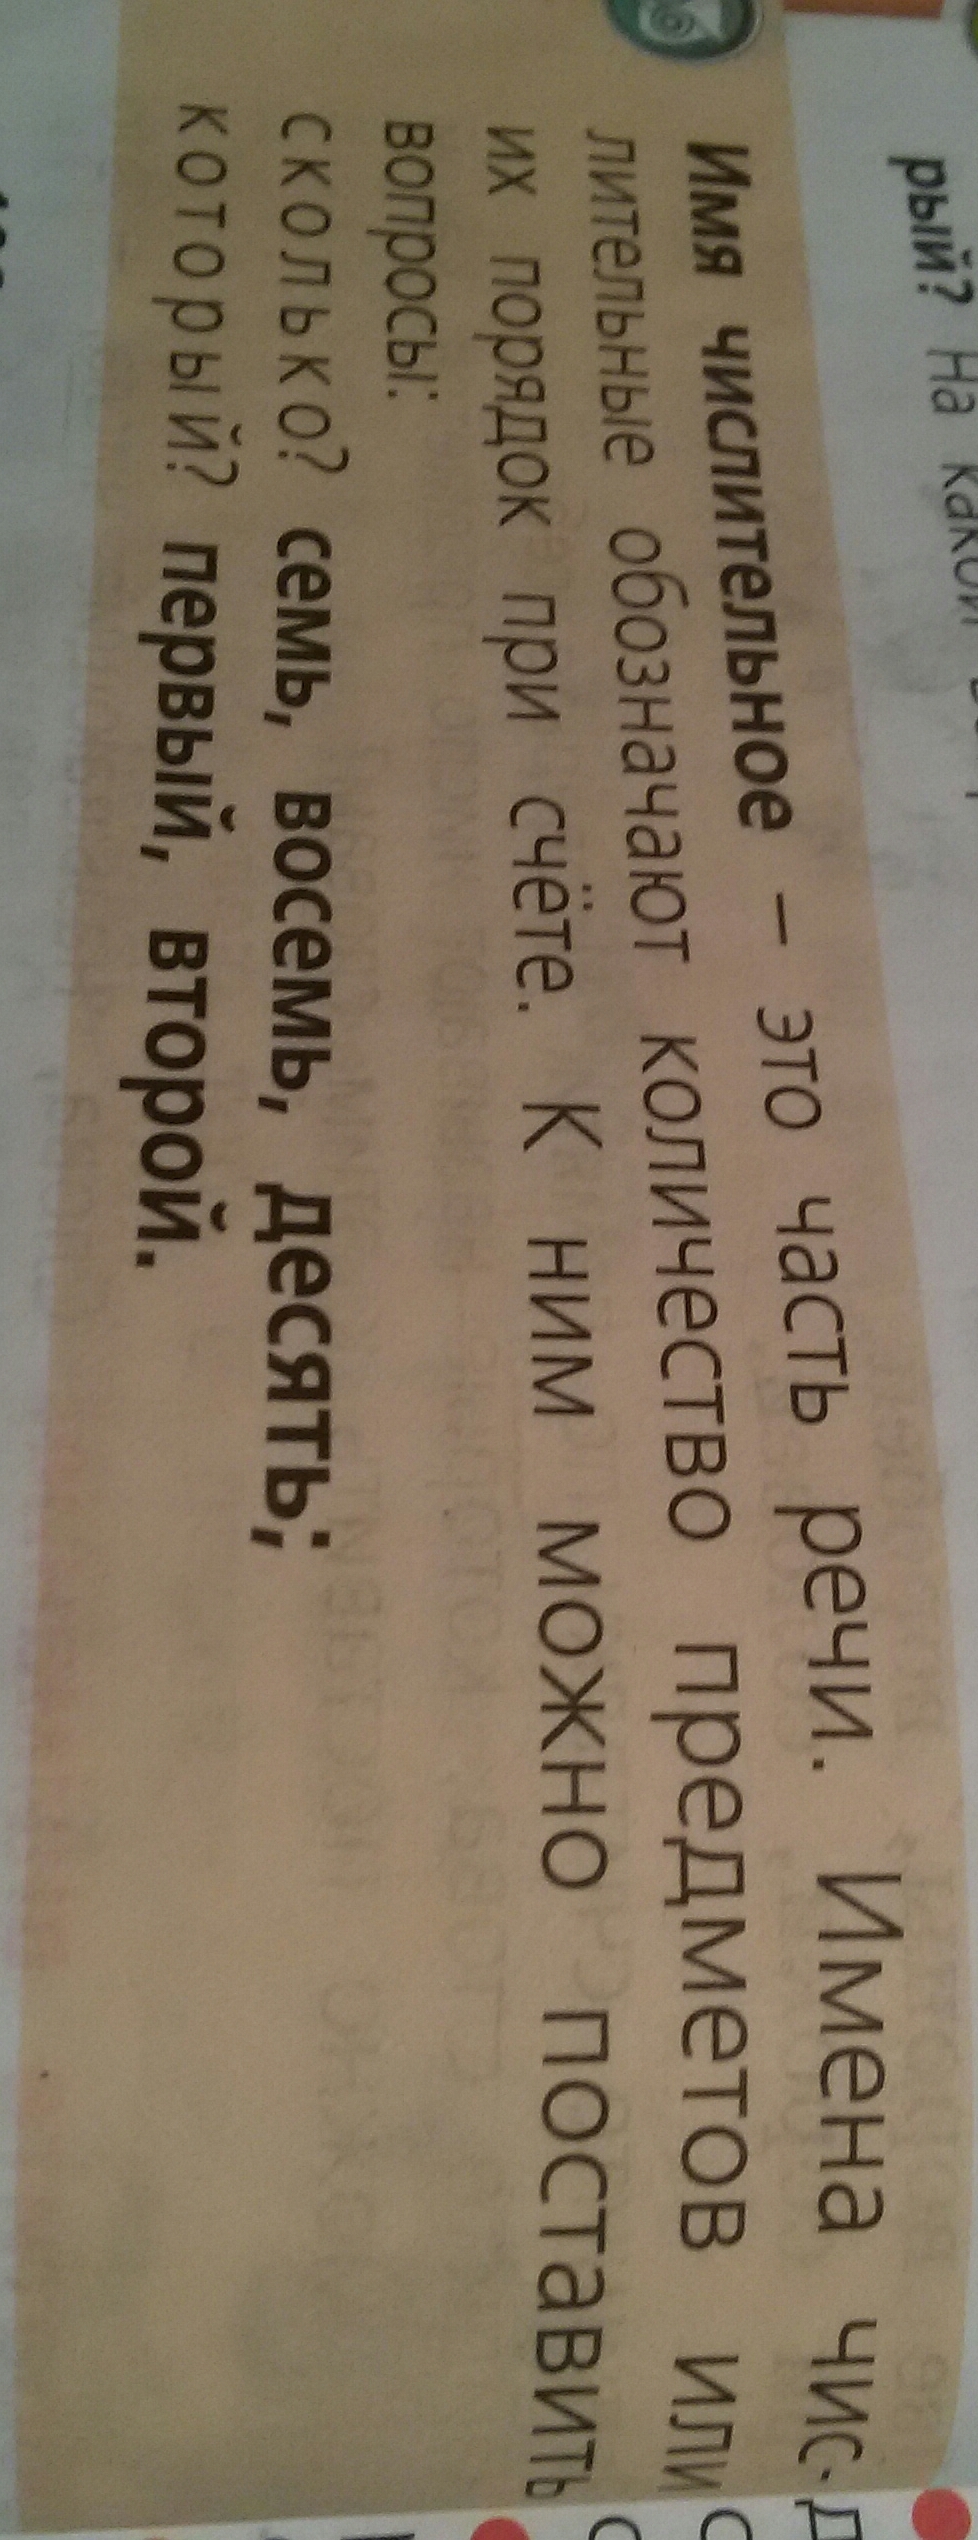 рый? На какой
Имя числительное – это часть речи. Имена чис-
лительные обозначают количество предметов или
их порядок при счёте. К ним можно поставить
вопросы:
сколько? семь, восемь, десять;
который? первый, второй.